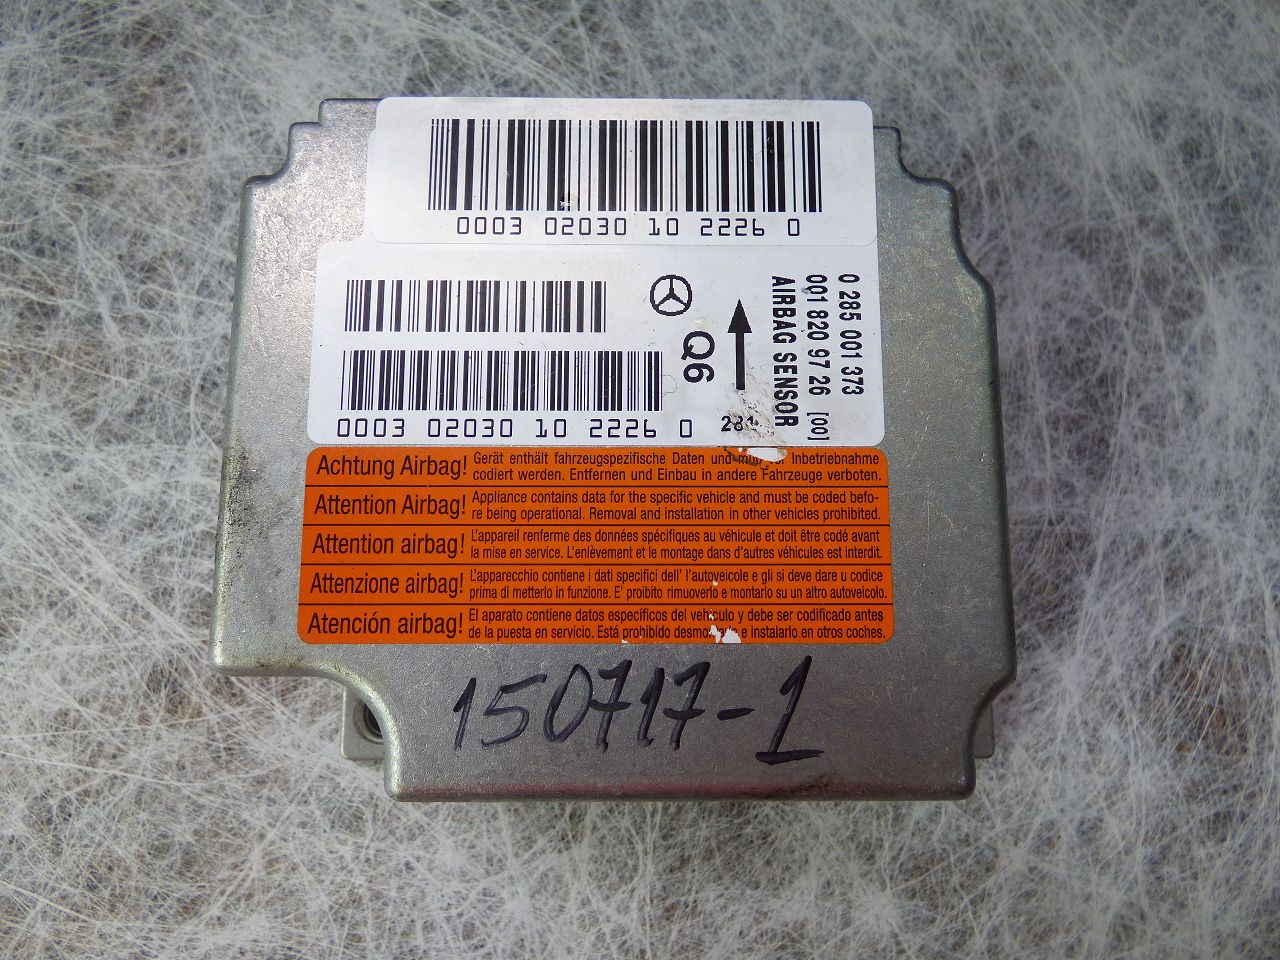 0003 02030 10 2226 0
0 285 001 373
001 820 97 26 [00]
AIRBAG SENSOR
Q6
0003 02030 10 2226 0
Achtung Airbag! Gerät enthält fahrzeugspezifische Daten und vor Inbetriebnahme
codiert werden. Entfernen und Einbau in andere Fahrzeuge verboten.
Attention Airbag! Appliance contains data for the specific vehicle and must be coded befo-
re being operational. Removal and installation in other vehicles prohibited.
Attention airbag! L'appareil renferme des données spécifiques au véhicule et doit être codé avant
la mise en service. L'enlèvement et le montage dans d'autres véhicules est interdit.
Attenzione airbag! L'apparecchio contiene i dati specifici dell' l'autoveicole e gli si deve dare u codice
prima di metterlo in funzione. E' proibito rimuoverlo e montarlo su un altro autoveicolo.
Atención airbag! El aparato contiene datos específicos del vehículo y debe ser codificado antes
de la puesta en servicio. Está prohibido e instalarlo en otros coches.
150717-1